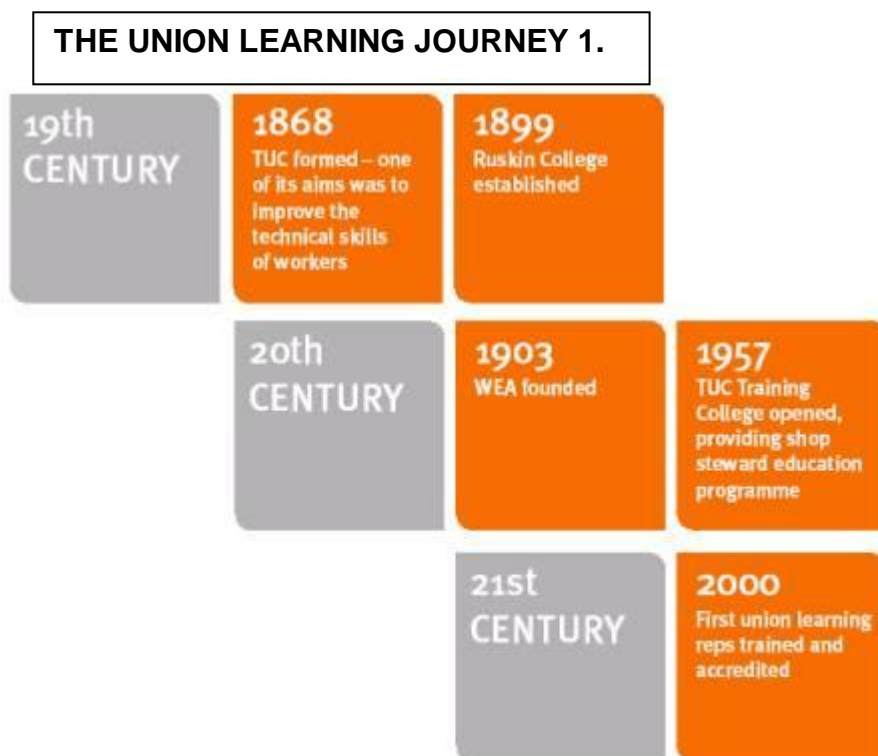 THE UNION LEARNING JOURNEY 1.
19th
CENTURY
1868
TUC formed – one
of its aims was to
improve the
technical skills
of workers
1899
Ruskin College
established
20th
CENTURY
1903
WEA founded
1957
TUC Training
College opened,
providing shop
steward education
programme
21st
CENTURY
2000
First union learning
reps trained and
accredited